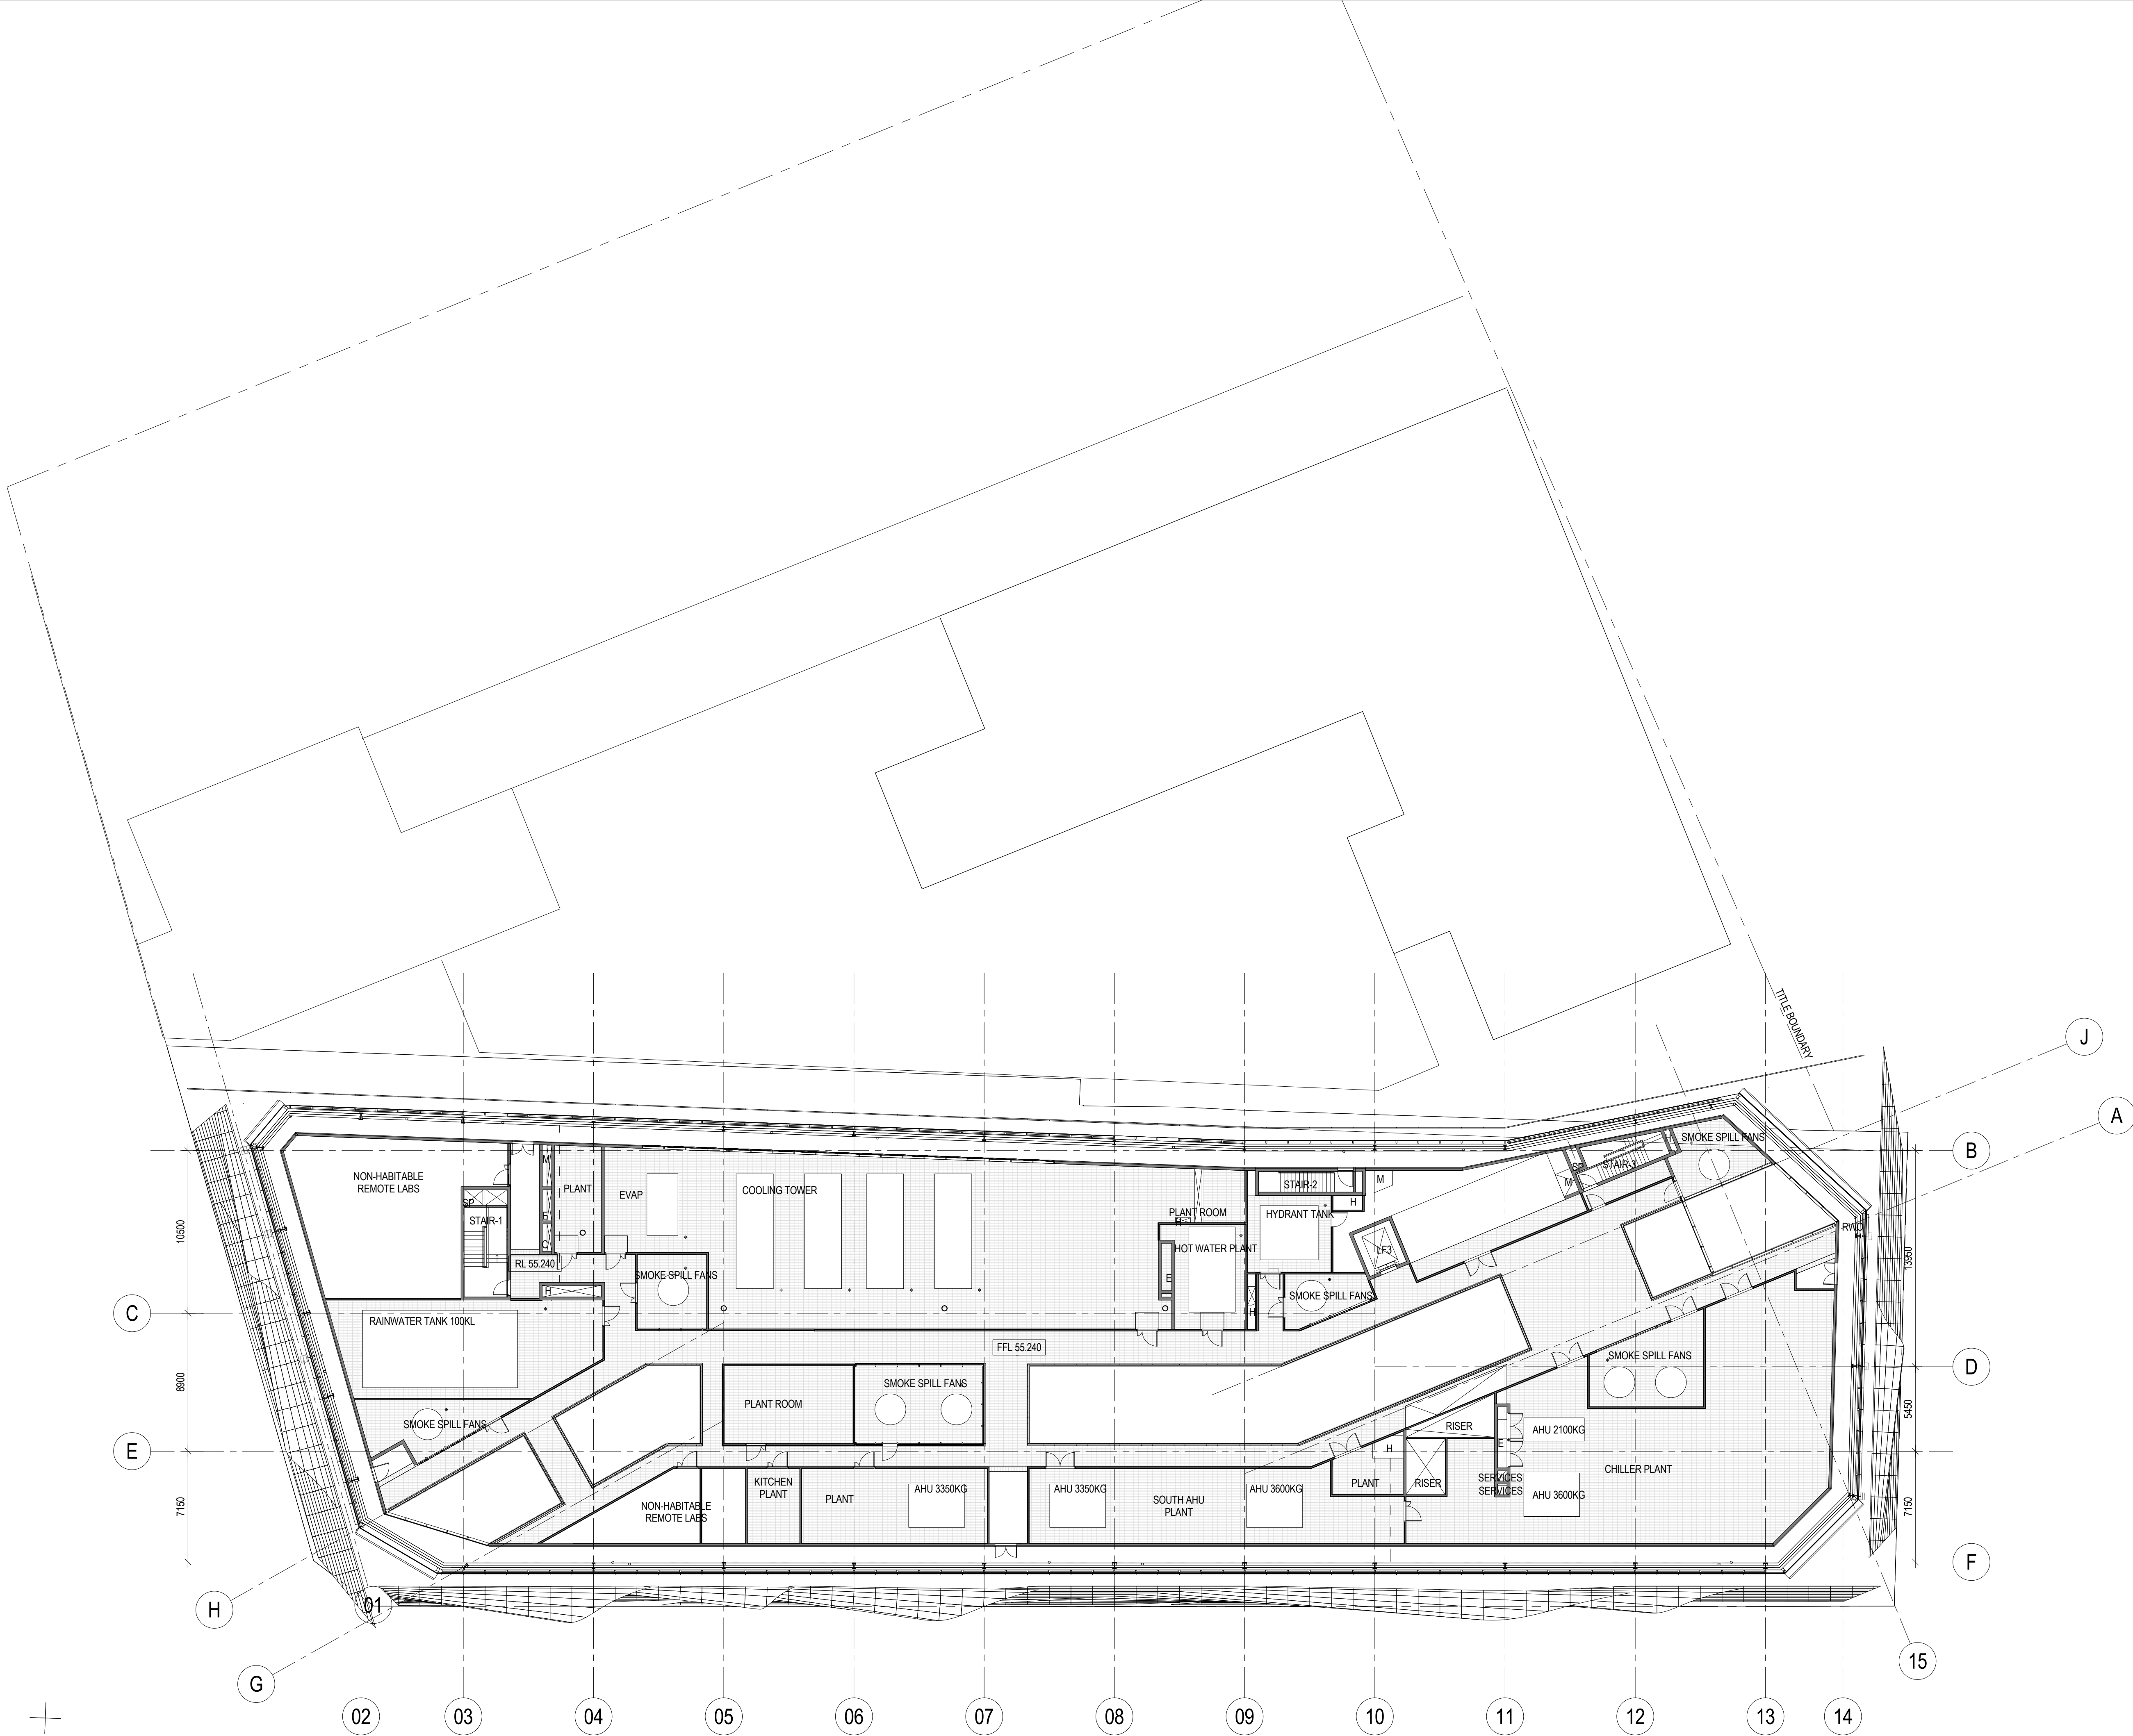 TITLE BOUNDARY
J
A
B
SMOKE SPILL FANS
H
STAIR-3
SP
M
NON-HABITABLE
REMOTE LABS
M
PLANT
EVAP
COOLING TOWER
STAIR-2
M
H
SP
STAIR-1
E
PLANT ROOM
HYDRANT TANK
RWO
10500
C
RL 55.240
HOT WATER PLANT
LF3
13950
SMOKE SPILL FANS
E
H
SMOKE SPILL FANS
H
C
RAINWATER TANK 100KL
FFL 55.240
SMOKE SPILL FANS
D
8900
SMOKE SPILL FANS
PLANT ROOM
5450
SMOKE SPILL FANS
RISER
AHU 2100KG
E
H
E
CHILLER PLANT
KITCHEN
PLANT
RISER
PLANT
SERVICES
SERVICES
7150
NON-HABITABLE
REMOTE LABS
PLANT
AHU 3350KG
AHU 3350KG
SOUTH AHU
PLANT
AHU 3600KG
AHU 3600KG
7150
F
H
01
G
15
02
03
04
05
06
07
08
09
10
11
12
13
14